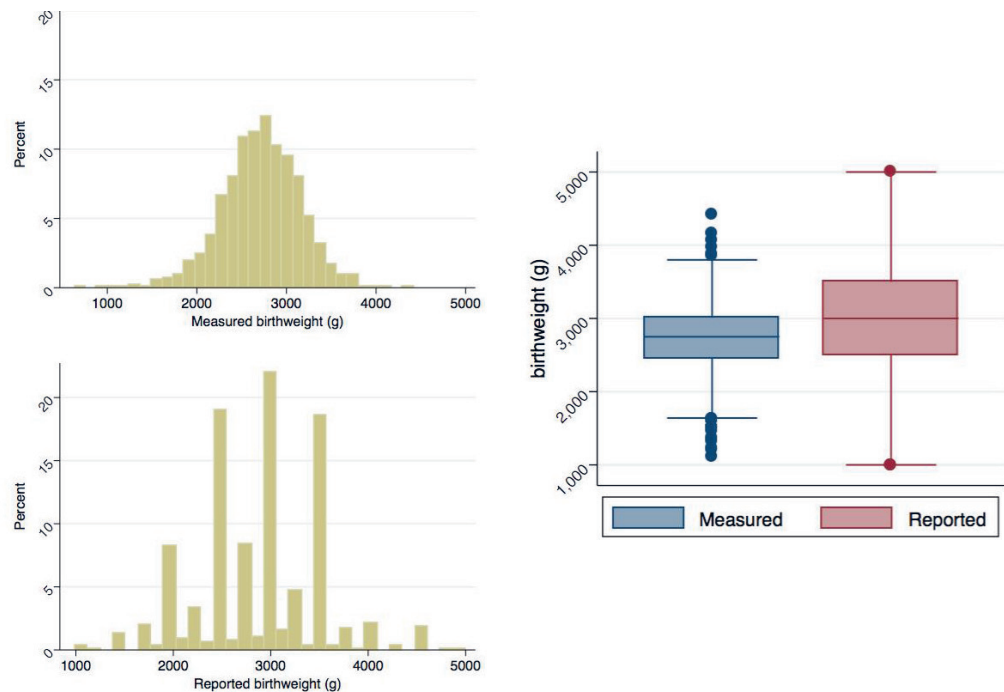 20
15
10
5
0
Percent
1000 2000 3000 4000 5000
Measured birthweight (g)
20
15
10
5
0
Percent
1000 2000 3000 4000 5000
Reported birthweight (g)
5,000
4,000
3,000
2,000
1,000
birthweight (g)
Measured Reported